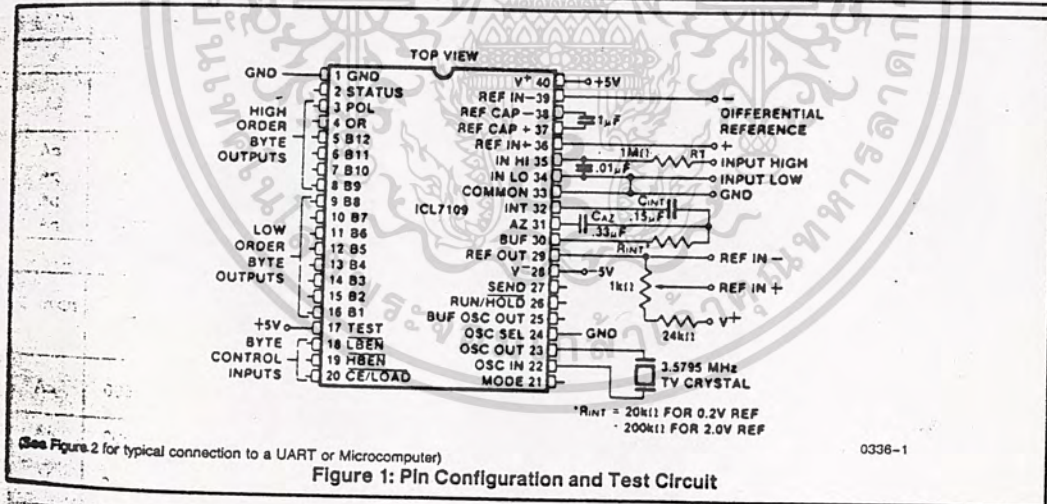 TOP VIEW
GND
1 GND
2 STATUS
3 POL
4 OR
5 B12
6 B11
7 B10
8 B9
9 B8
10 B7
11 B6
12 B5
13 B4
14 B3
15 B2
16 B1
17 TEST
18 LBEN
19 HBEN
20 CE/LOAD
HIGH
ORDER
BYTE
OUTPUTS
LOW
ORDER
BYTE
OUTPUTS
+5V
BYTE
CONTROL
INPUTS
ICL7109
V+ 40
REF IN- 39
REF CAP- 38
REF CAP + 37
REF IN+ 36
IN HI 35
IN LO 34
COMMON 33
INT 32
AZ 31
BUF 30
REF OUT 29
V- 28
SEND 27
RUN/HOLD 26
BUF OSC OUT 25
OSC SEL 24
OSC OUT 23
OSC IN 22
MODE 21
+5V
1µF
-
DIFFERENTIAL
REFERENCE
+
1MΩ
R1
INPUT HIGH
.01µF
INPUT LOW
GND
CINT
.15µF
CAZ
.33µF
RINT*
REF IN -
-5V
1kΩ
REF IN +
V+
24kΩ
GND
3.5795 MHz
TV CRYSTAL
*RINT = 20kΩ FOR 0.2V REF
200kΩ FOR 2.0V REF
(See Figure 2 for typical connection to a UART or Microcomputer)
0336-1
Figure 1: Pin Configuration and Test Circuit